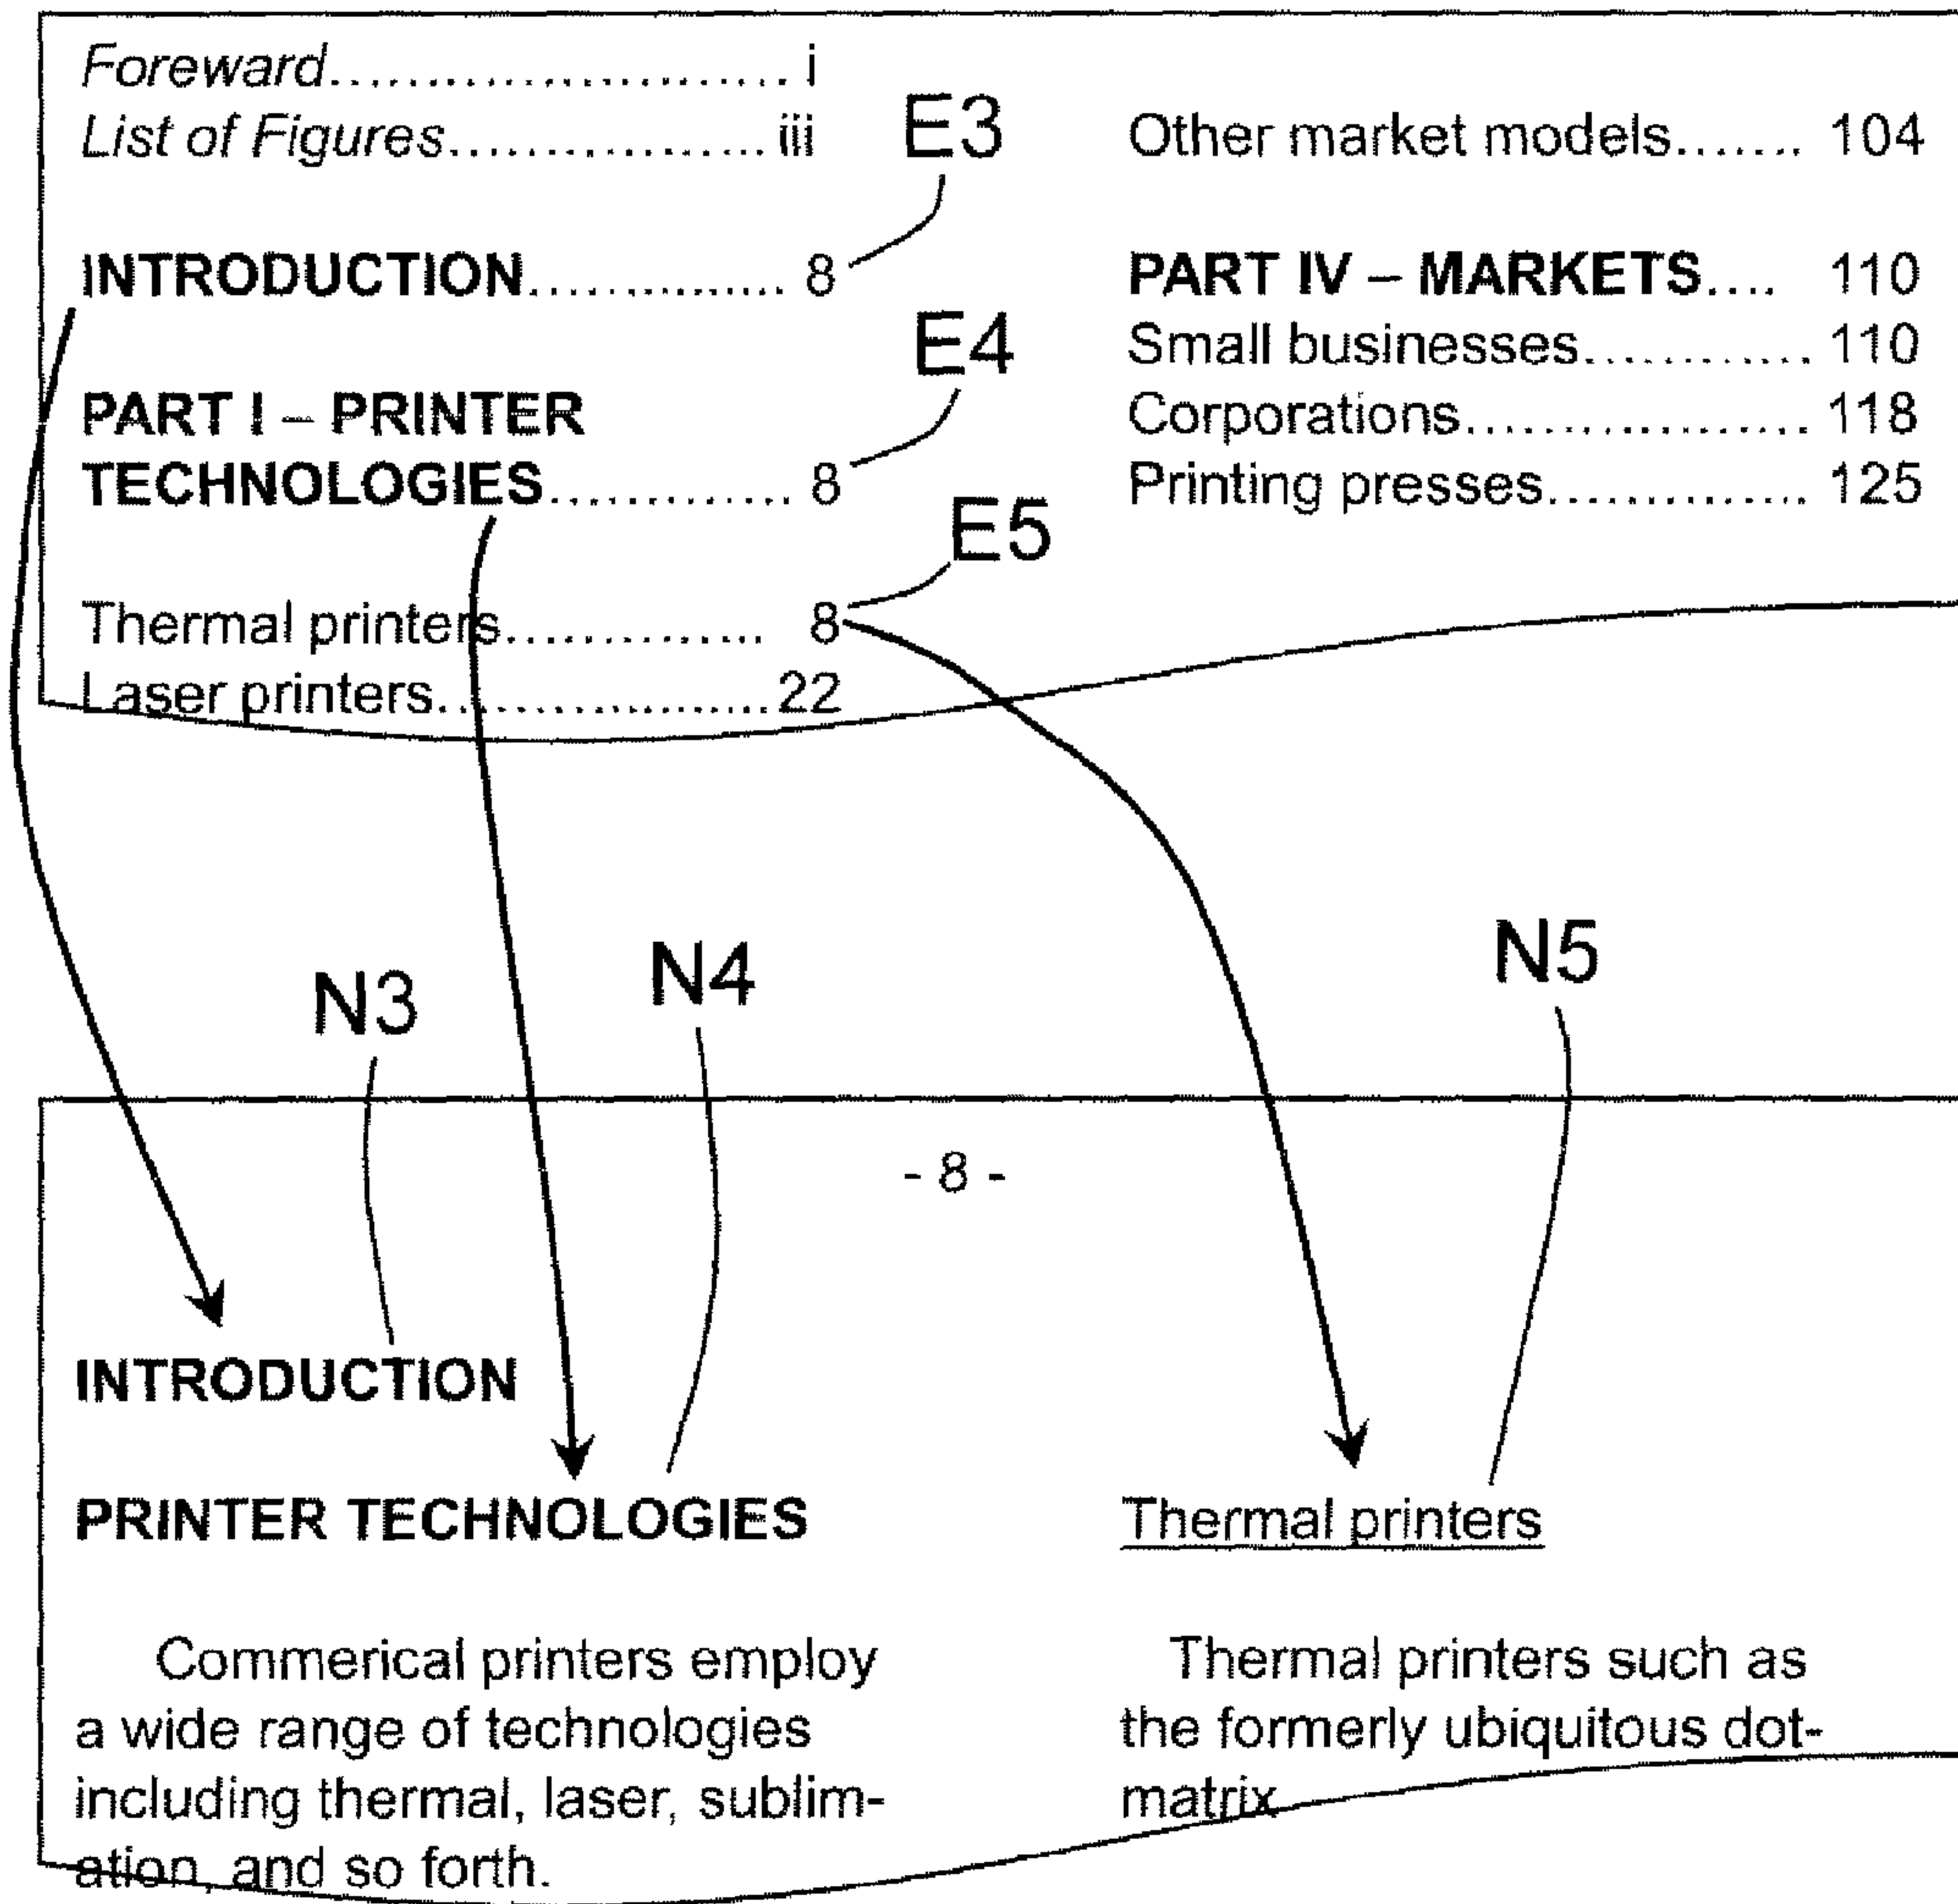 Foreward........................ i
List of Figures.................. iii
E3
INTRODUCTION............... 8
E4
PART I – PRINTER
TECHNOLOGIES............. 8
E5
Thermal printers.............. 8
Laser printers...................22
Other market models....... 104
PART IV – MARKETS.... 110
Small businesses............ 110
Corporations................... 118
Printing presses.............. 125
N3
N4
N5
- 8 -
INTRODUCTION
PRINTER TECHNOLOGIES
Commerical printers employ
a wide range of technologies
including thermal, laser, sublim-
ation, and so forth.
Thermal printers
Thermal printers such as
the formerly ubiquitous dot-
matrix